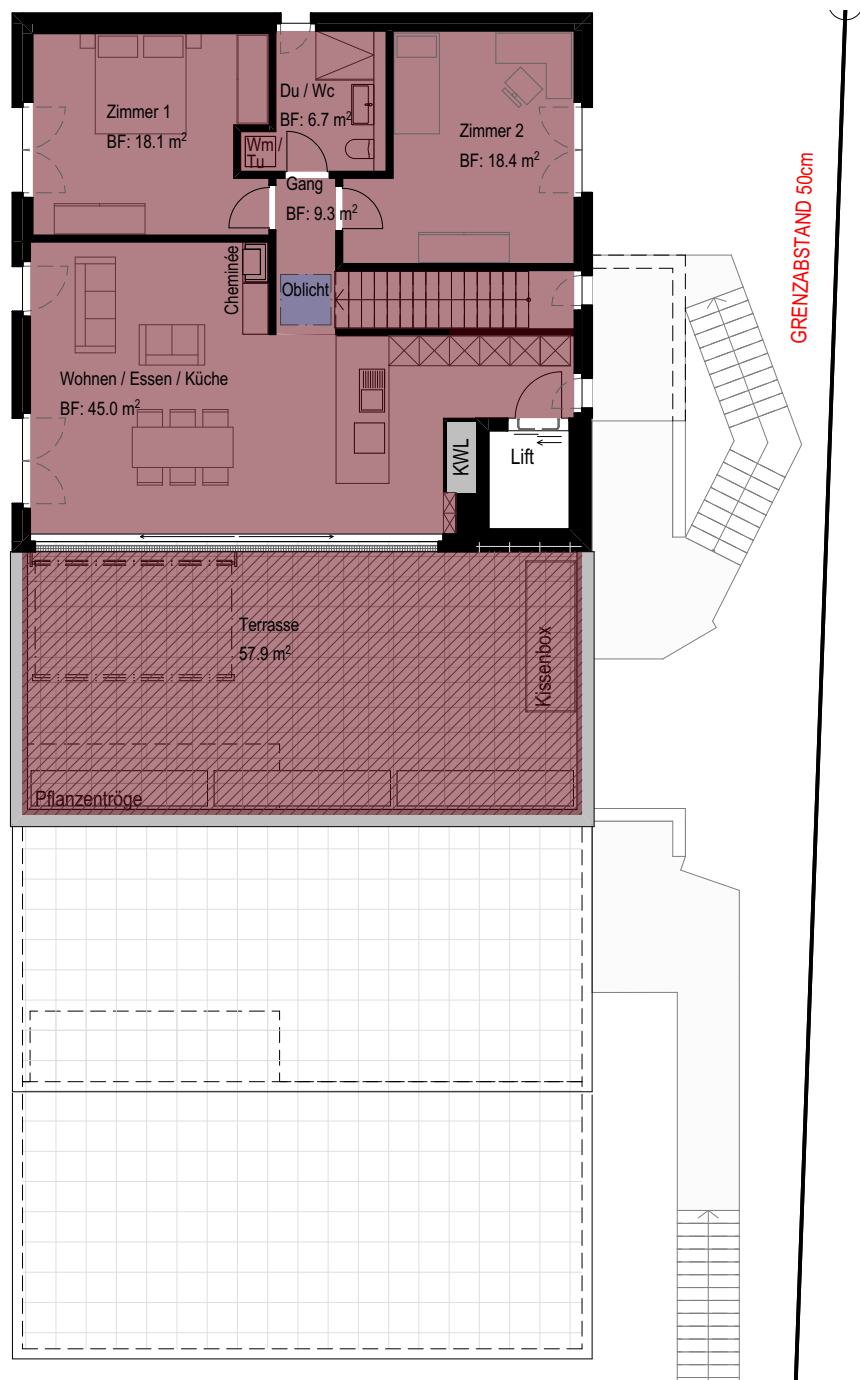 Zimmer 1
BF: 18.1 m²
Du / Wc
BF: 6.7 m²
Zimmer 2
BF: 18.4 m²
Wm /
Tu
Gang
BF: 9.3 m²
GRENZABSTAND 50cm
Cheminée
Oblicht
Wohnen / Essen / Küche
BF: 45.0 m²
KWL
Lift
Terrasse
57.9 m²
Kissenbox
Pflanzentröge